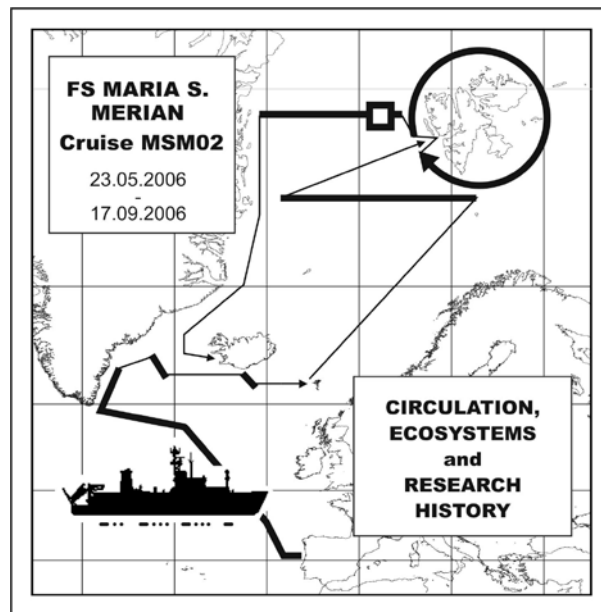 FS MARIA S.
MERIAN
Cruise MSM02
23.05.2006
-
17.09.2006
CIRCULATION,
ECOSYSTEMS
and
RESEARCH
HISTORY